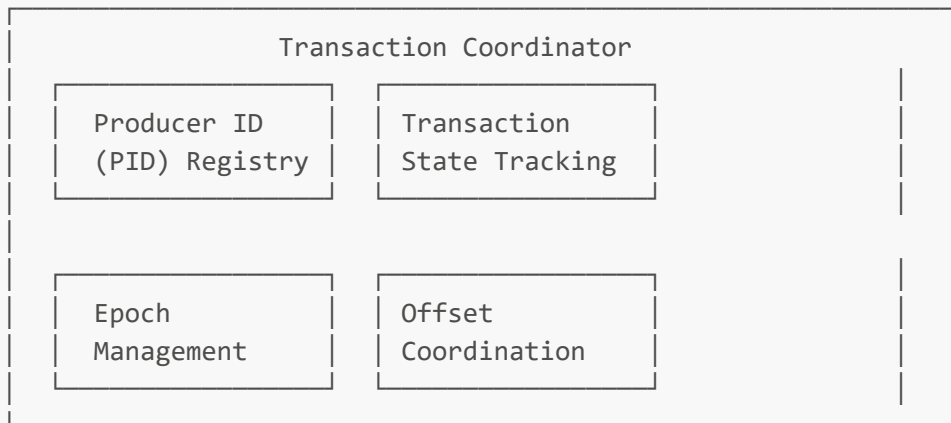 Transaction Coordinator
Producer ID Transaction
(PID) Registry State Tracking
Epoch Offset
Management Coordination